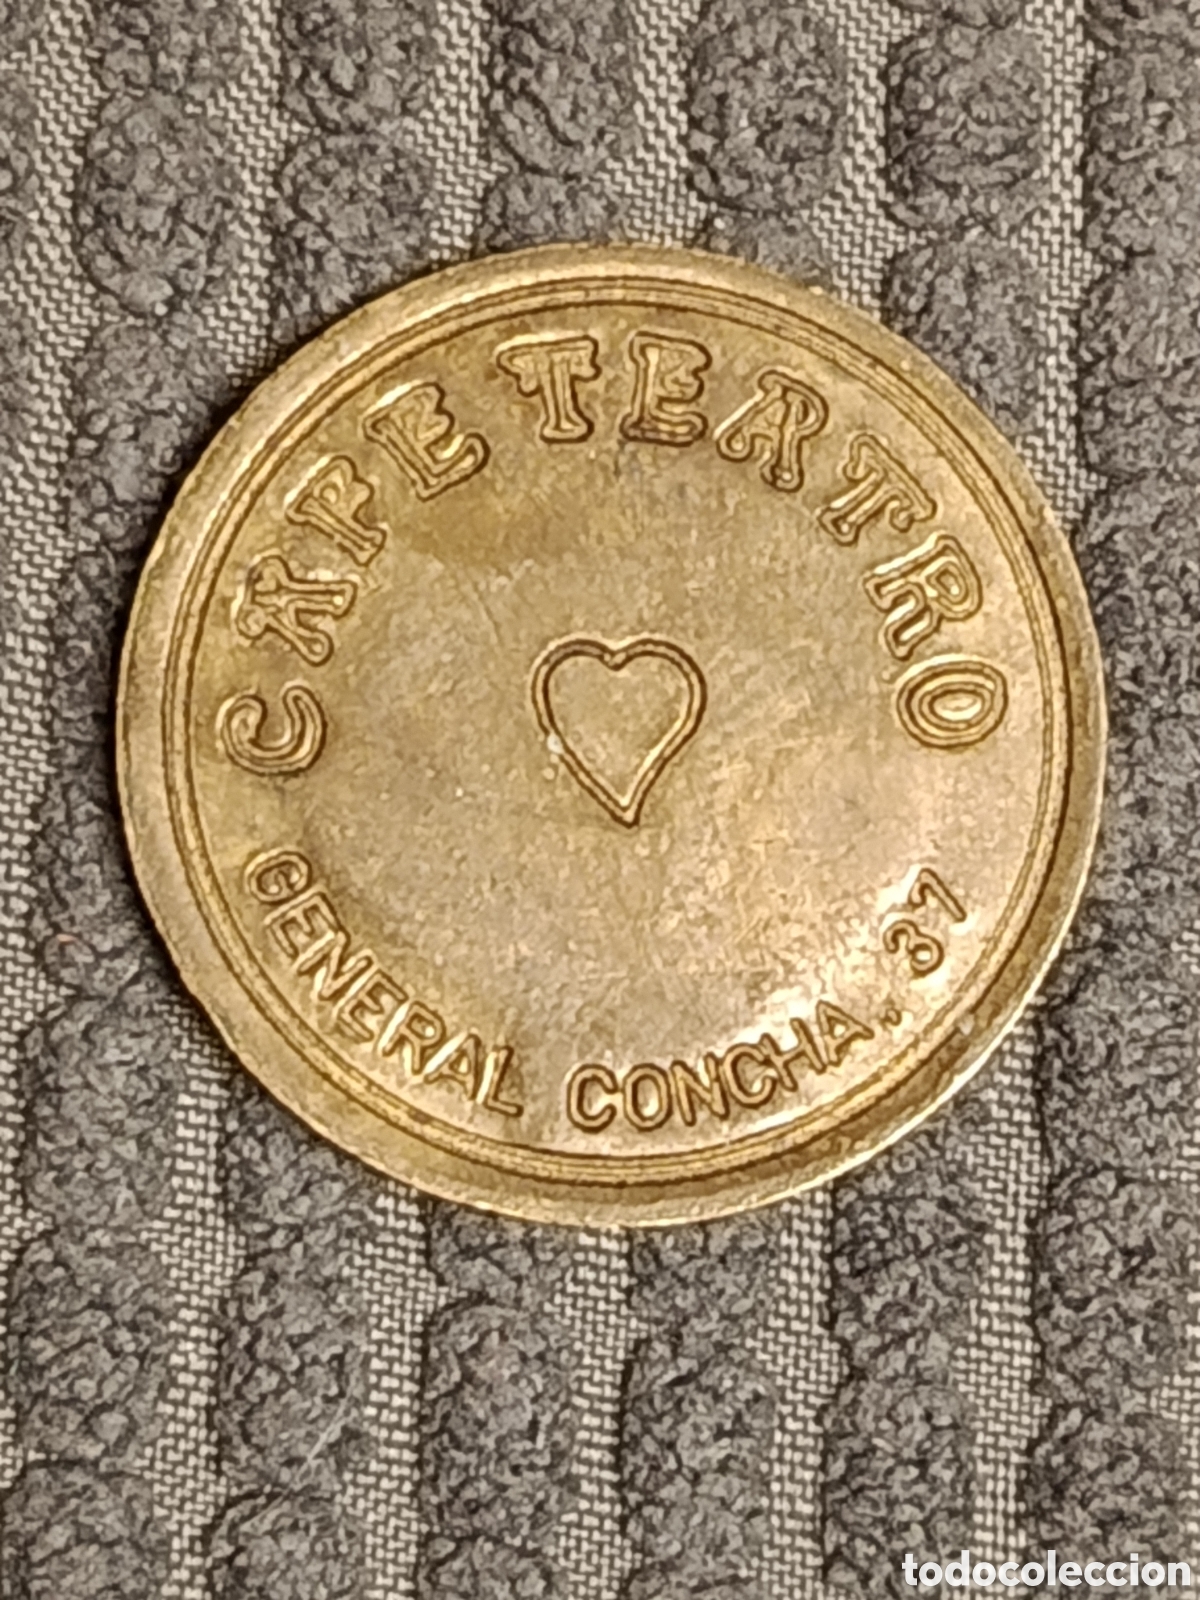 CAFE TEATRO
GENERAL CONCHA, 37
todocoleccion